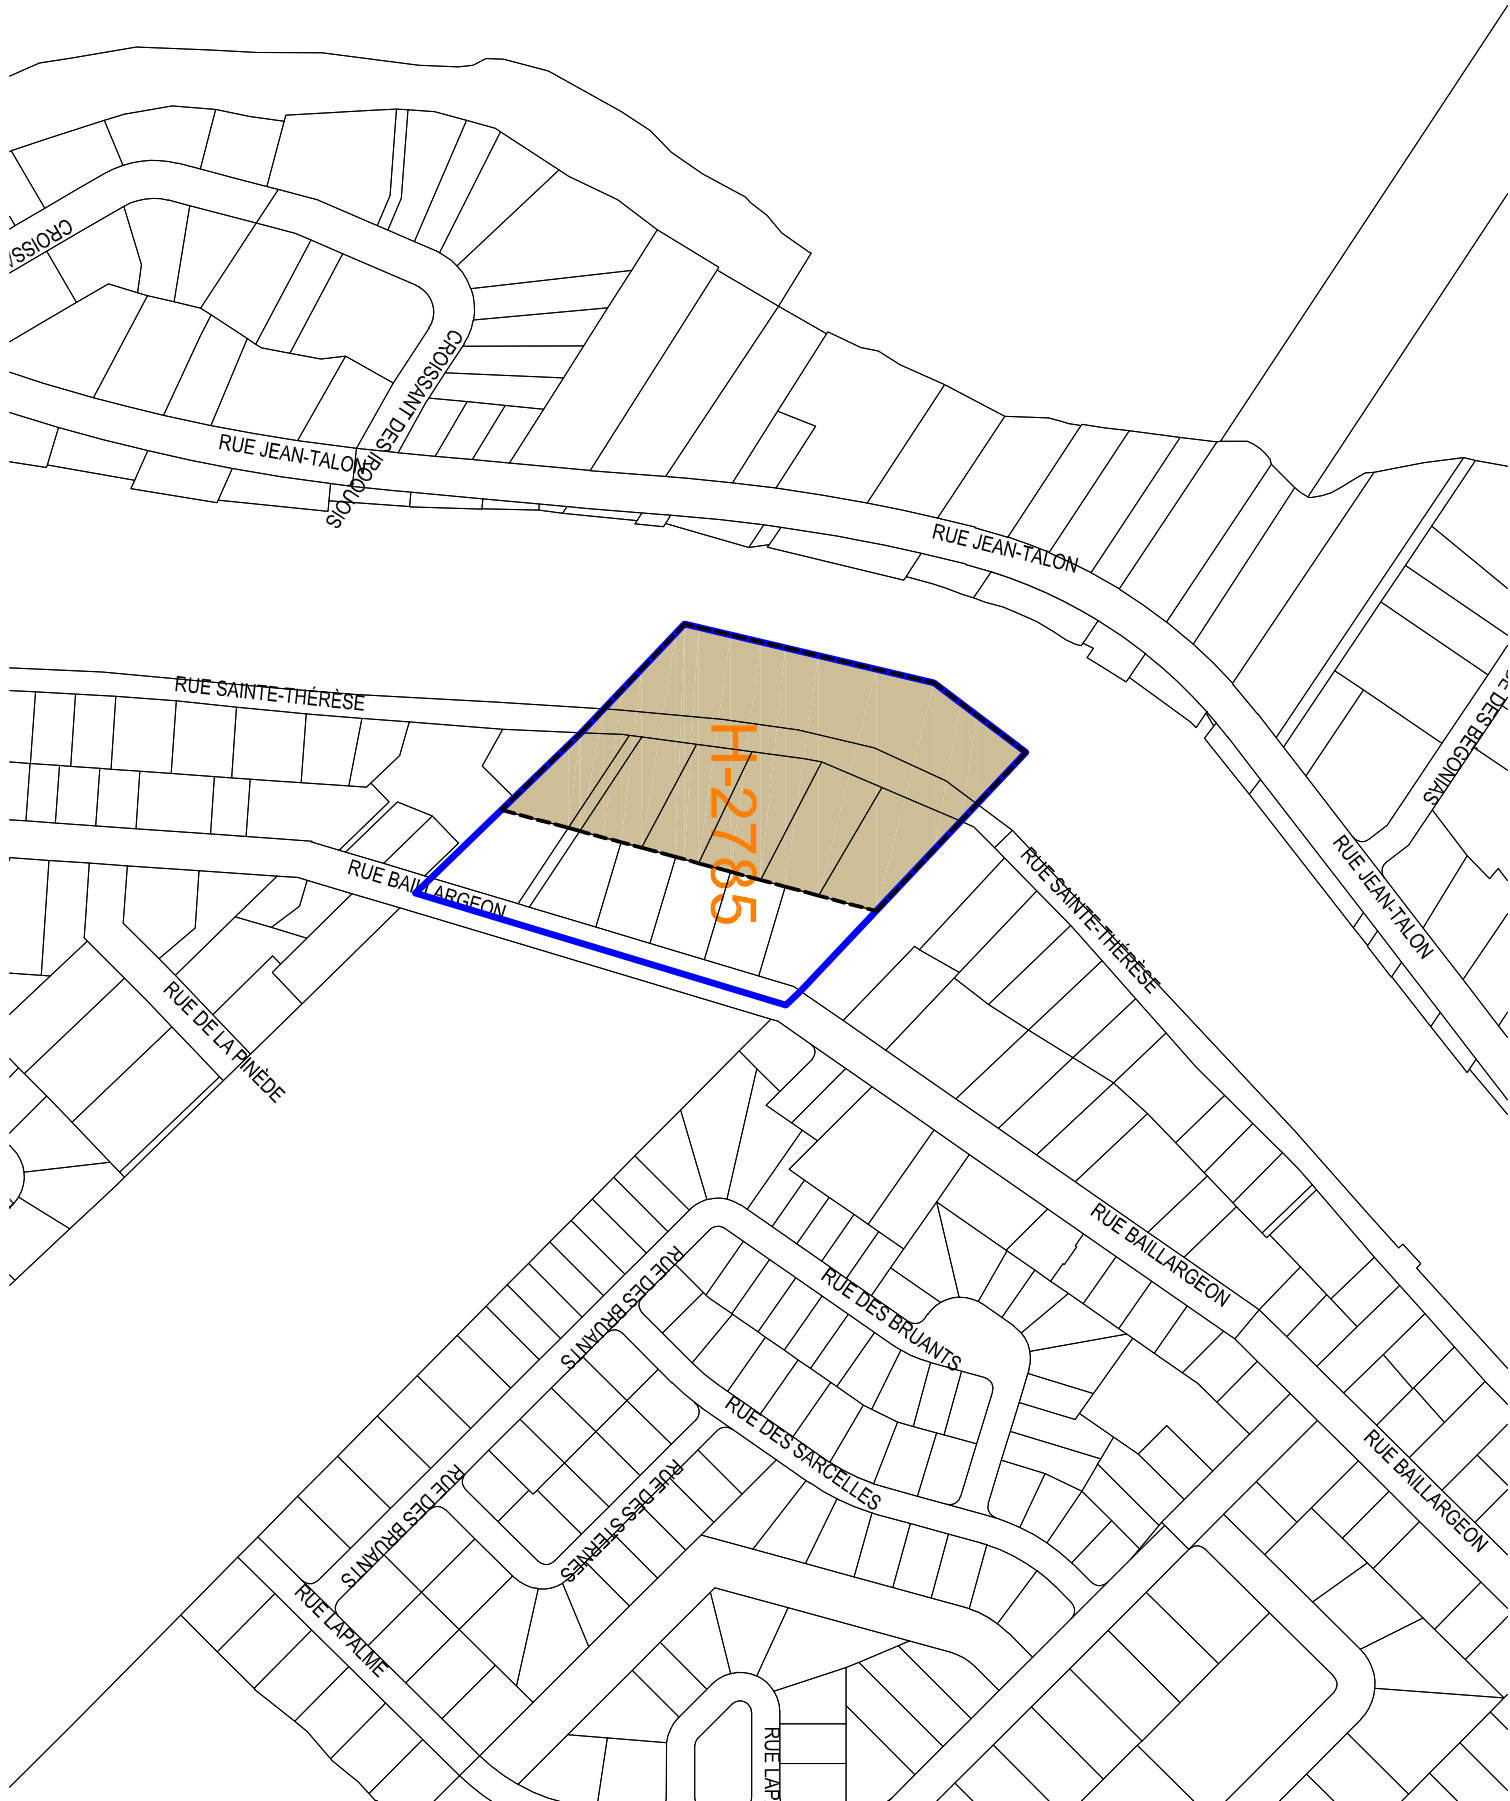 CROISSA
CROISSANT DES IROQUOIS
RUE JEAN-TALON
RUE JEAN-TALON
RUE SAINTE-THÉRÈSE
DES BÉGONIAS
H-2785
RUE JEAN-TALON
RUE BAILLARGEON
RUE SAINTE-THÉRÈSE
RUE DE LA PINÈDE
RUE BAILLARGEON
RUE DES BRUANTS
RUE DES BRUANTS
RUE DES SARCELLES
RUE BAILLARGEON
RUE DES BRUANTS
RUE DES STERNES
RUE LAPALME
RUE LAP